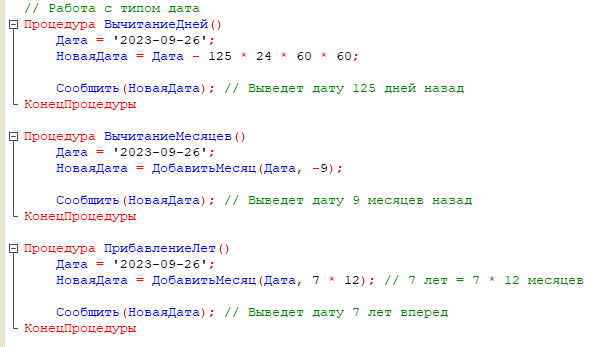 // Работа с типом дата
Процедура ВычитаниеДней()
Дата = '2023-09-26';
НоваяДата = Дата - 125 * 24 * 60 * 60;
Сообщить(НоваяДата); // Выведет дату 125 дней назад
КонецПроцедуры
Процедура ВычитаниеМесяцев()
Дата = '2023-09-26';
НоваяДата = ДобавитьМесяц(Дата, -9);
Сообщить(НоваяДата); // Выведет дату 9 месяцев назад
КонецПроцедуры
Процедура ПрибавлениеЛет()
Дата = '2023-09-26';
НоваяДата = ДобавитьМесяц(Дата, 7 * 12); // 7 лет = 7 * 12 месяцев
Сообщить(НоваяДата); // Выведет дату 7 лет вперед
КонецПроцедуры